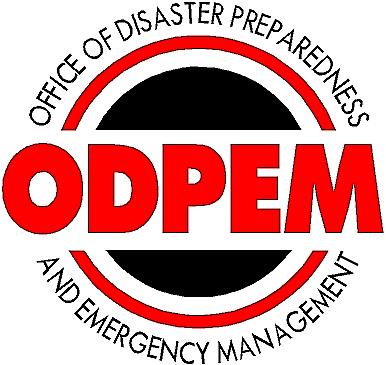 OFFICE OF DISASTER PREPAREDNESS
ODPEM
AND EMERGENCY MANAGEMENT